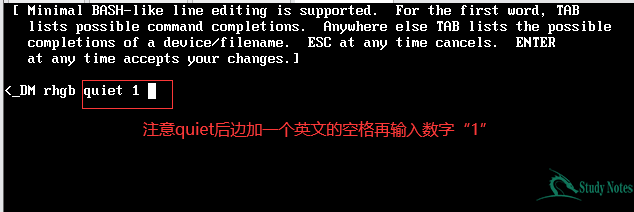 [ Minimal BASH-like line editing is supported.  For the first word, TAB
lists possible command completions.  Anywhere else TAB lists the possible
completions of a device/filename.  ESC at any time cancels.  ENTER
at any time accepts your changes.]
<_DM rhgb quiet 1
注意quiet后边加一个英文的空格再输入数字“1”
Study Notes